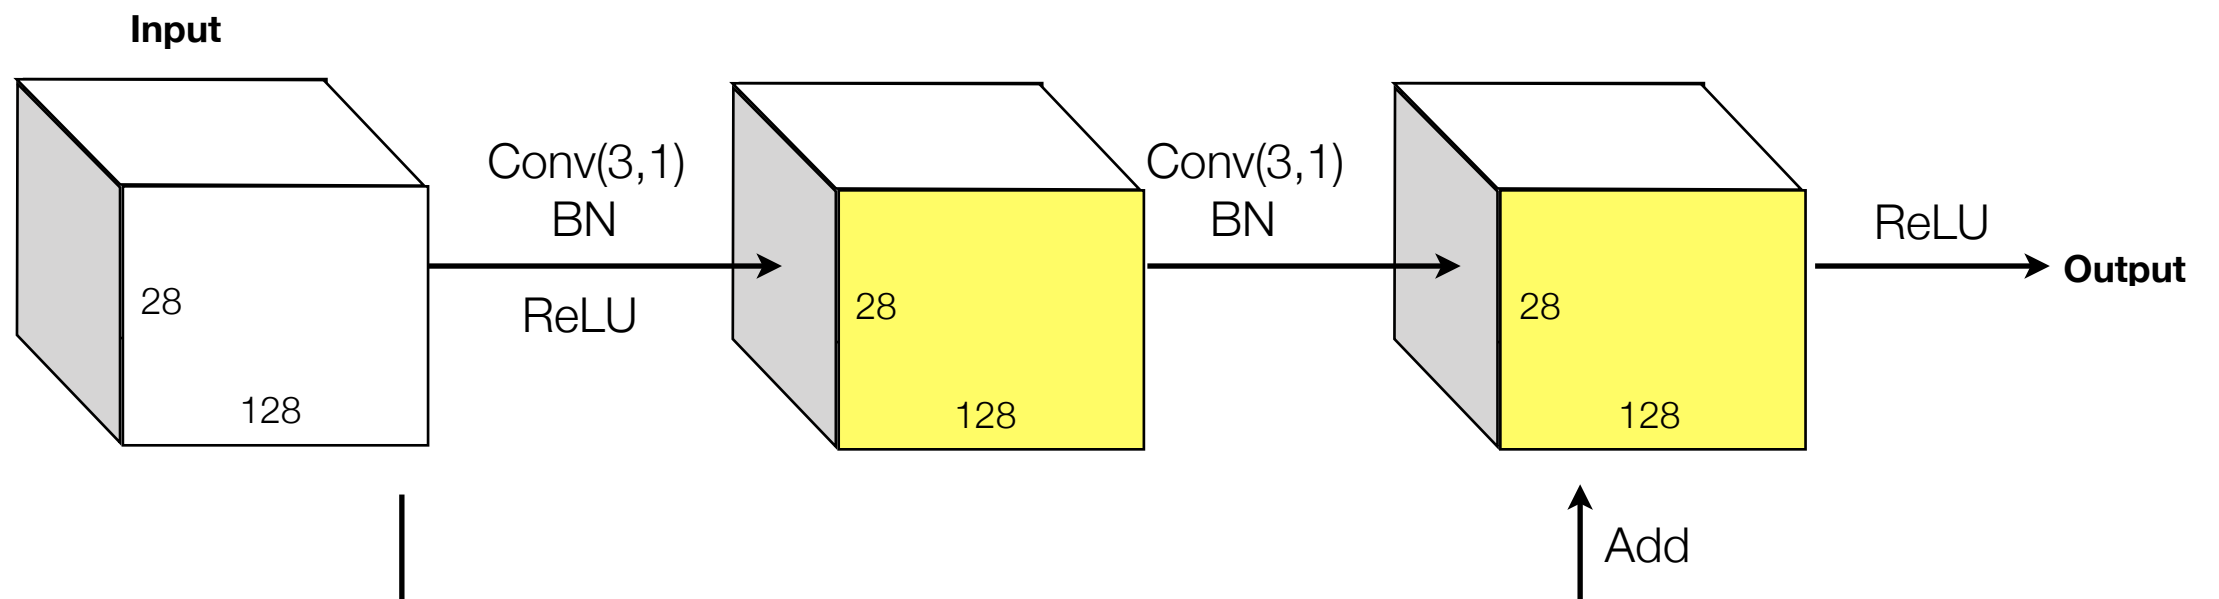 Input
Conv(3,1)
BN
ReLU
Conv(3,1)
BN
ReLU
Output
28
128
28
128
28
128
Add